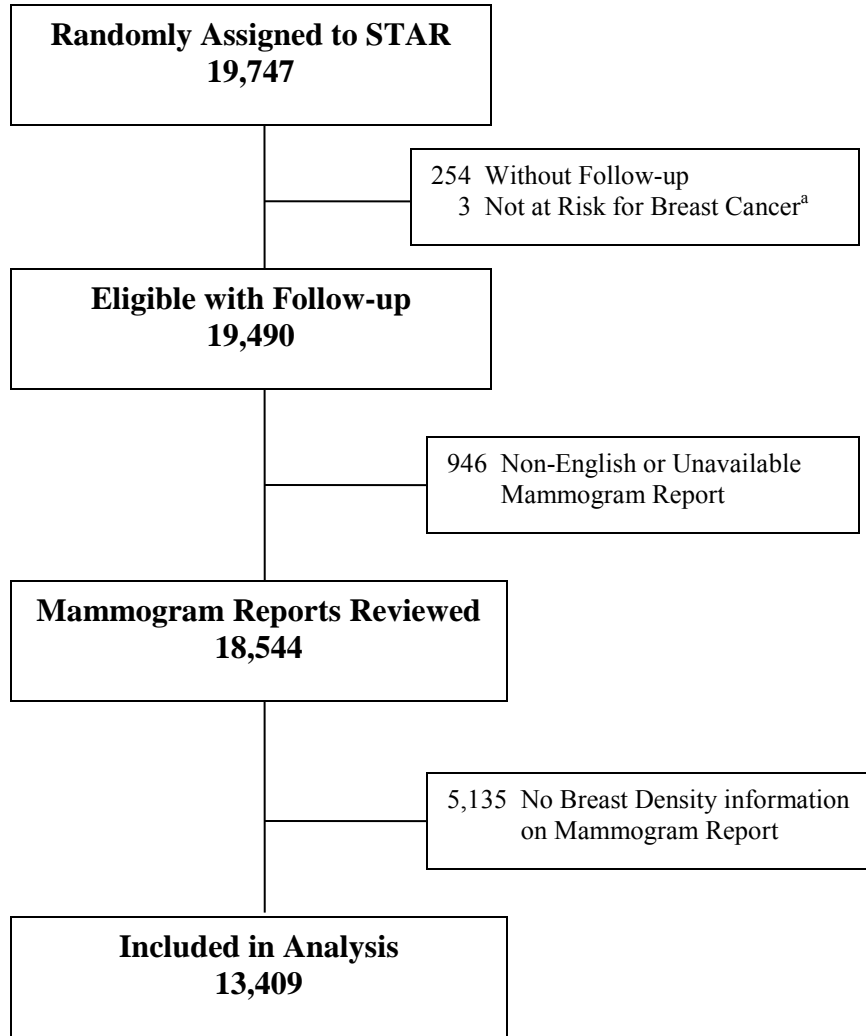 Randomly Assigned to STAR
19,747
254 Without Follow-up
3 Not at Risk for Breast Cancerᵃ
Eligible with Follow-up
19,490
946 Non-English or Unavailable
Mammogram Report
Mammogram Reports Reviewed
18,544
5,135 No Breast Density information
on Mammogram Report
Included in Analysis
13,409